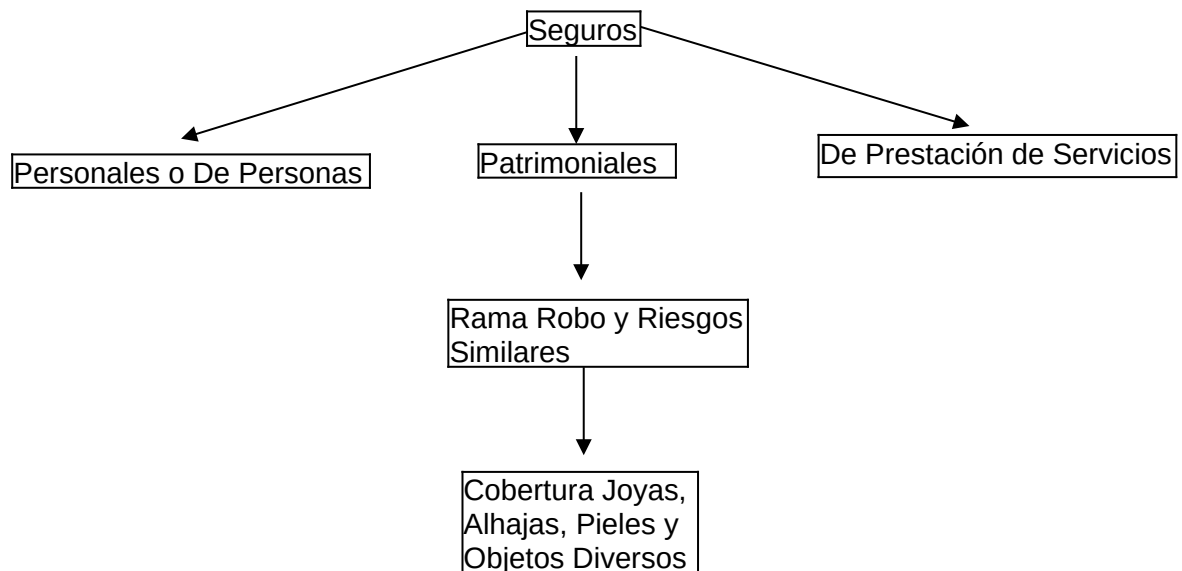 Seguros
Personales o De Personas
Patrimoniales
De Prestación de Servicios
Rama Robo y Riesgos
Similares
Cobertura Joyas,
Alhajas, Pieles y
Objetos Diversos